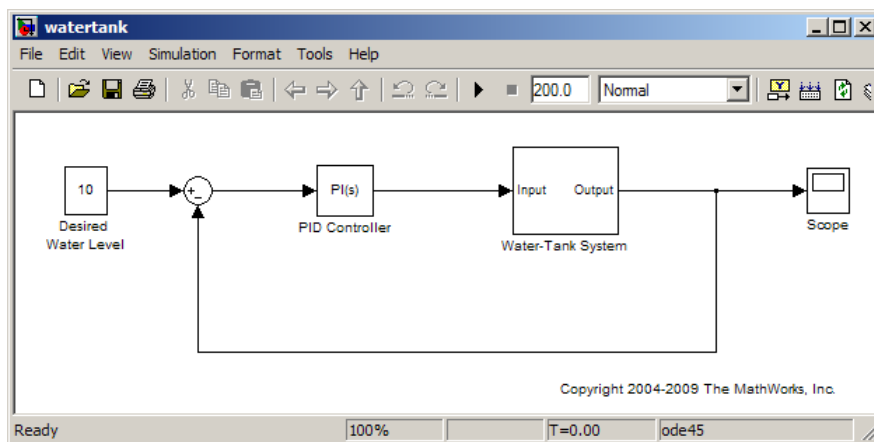 watertank
File Edit View Simulation Format Tools Help
200.0 Normal
10
+
-
PI(s)
Input Output
Desired
Water Level
PID Controller
Water-Tank System
Scope
Copyright 2004-2009 The MathWorks, Inc.
Ready 100% T=0.00 ode45